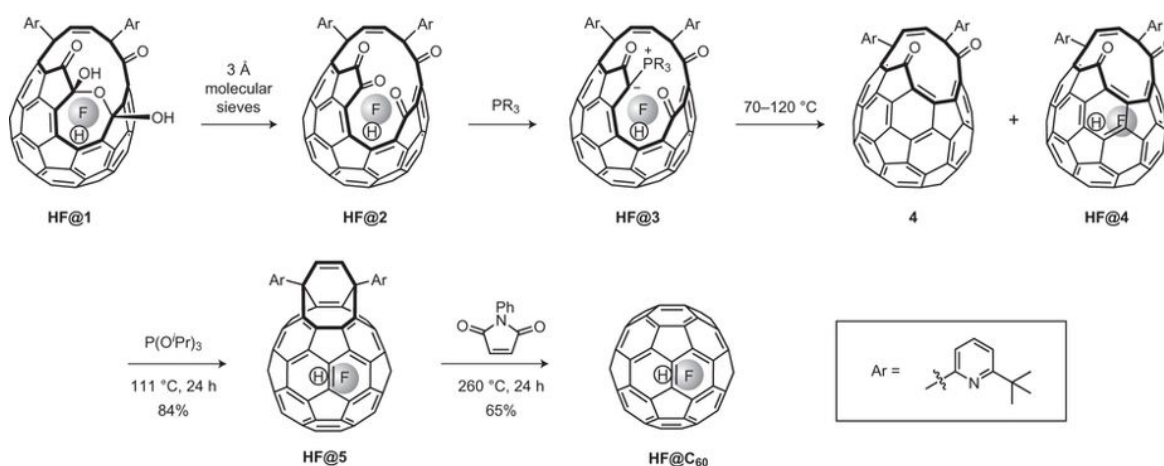 Ar Ar
O O
OH
O
F
H
OH
HF@1
3 Å
molecular
sieves
Ar Ar
O O
O O
F
H
HF@2
PR₃
Ar Ar
O + O
PR₃
− O
F
H
HF@3
70–120 °C
Ar Ar
O O
4
+
Ar Ar
O O
H F
HF@4
P(OⁱPr)₃
111 °C, 24 h
84%
Ar Ar
H F
HF@5
Ph
O N O
260 °C, 24 h
65%
H F
HF@C₆₀
Ar =
N